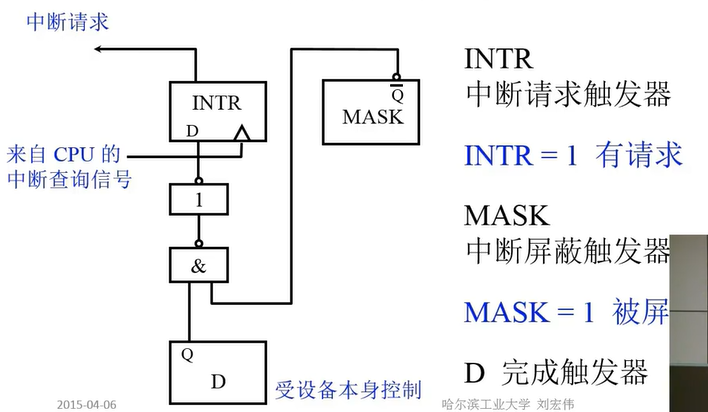 中断请求
INTR
D
来自 CPU 的
中断查询信号
1
&
Q
D
受设备本身控制
Q
MASK
INTR
中断请求触发器
INTR = 1 有请求
MASK
中断屏蔽触发器
MASK = 1 被屏
D 完成触发器
2015-04-06
哈尔滨工业大学 刘宏伟